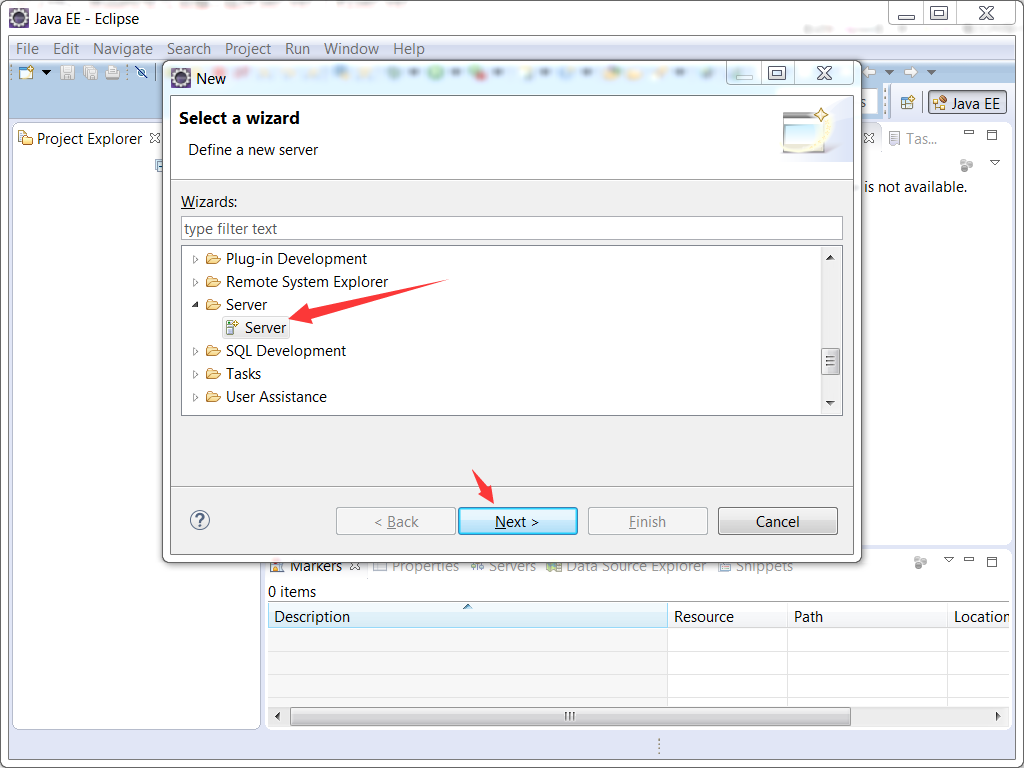 Java EE - Eclipse
File Edit Navigate Search Project Run Window Help
New
Java EE
Select a wizard
Define a new server
Project Explorer
Tas...
is not available.
Wizards:
type filter text
Plug-in Development
Remote System Explorer
Server
Server
SQL Development
Tasks
User Assistance
< Back Next > Finish Cancel
Markers Properties Servers Data Source Explorer Snippets
0 items
Description Resource Path Location